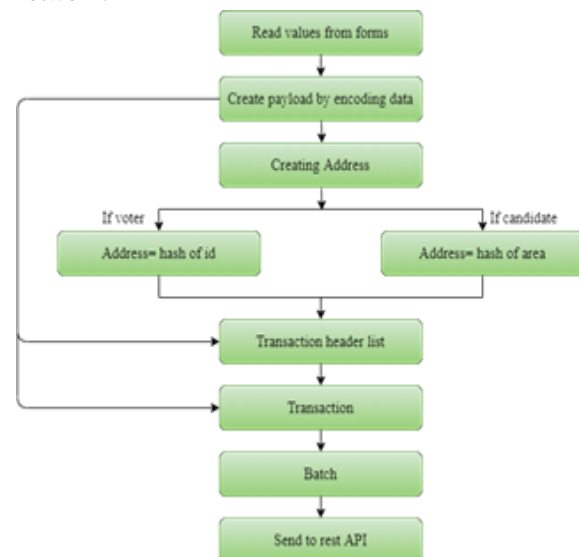 Read values from forms
Create payload by encoding data
Creating Address
If voter
If candidate
Address= hash of id
Address= hash of area
Transaction header list
Transaction
Batch
Send to rest API